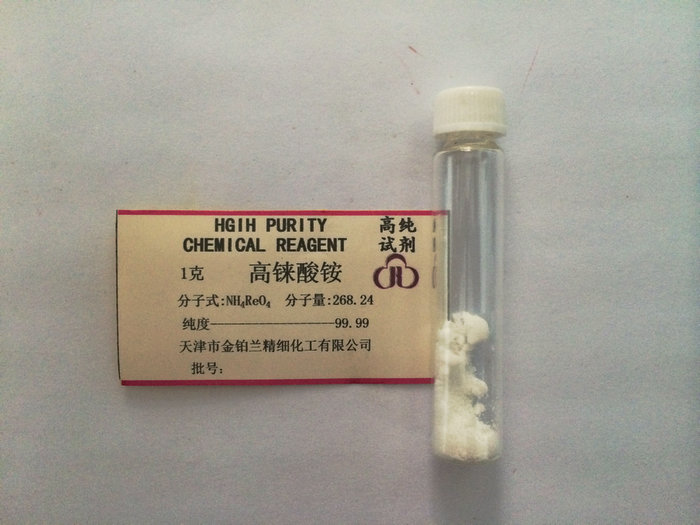 HGIH PURITY
CHEMICAL REAGENT
高纯
试剂
1克 高铼酸铵
分子式:NH₄ReO₄ 分子量:268.24
纯度——————————99.99
天津市金铂兰精细化工有限公司
批号: